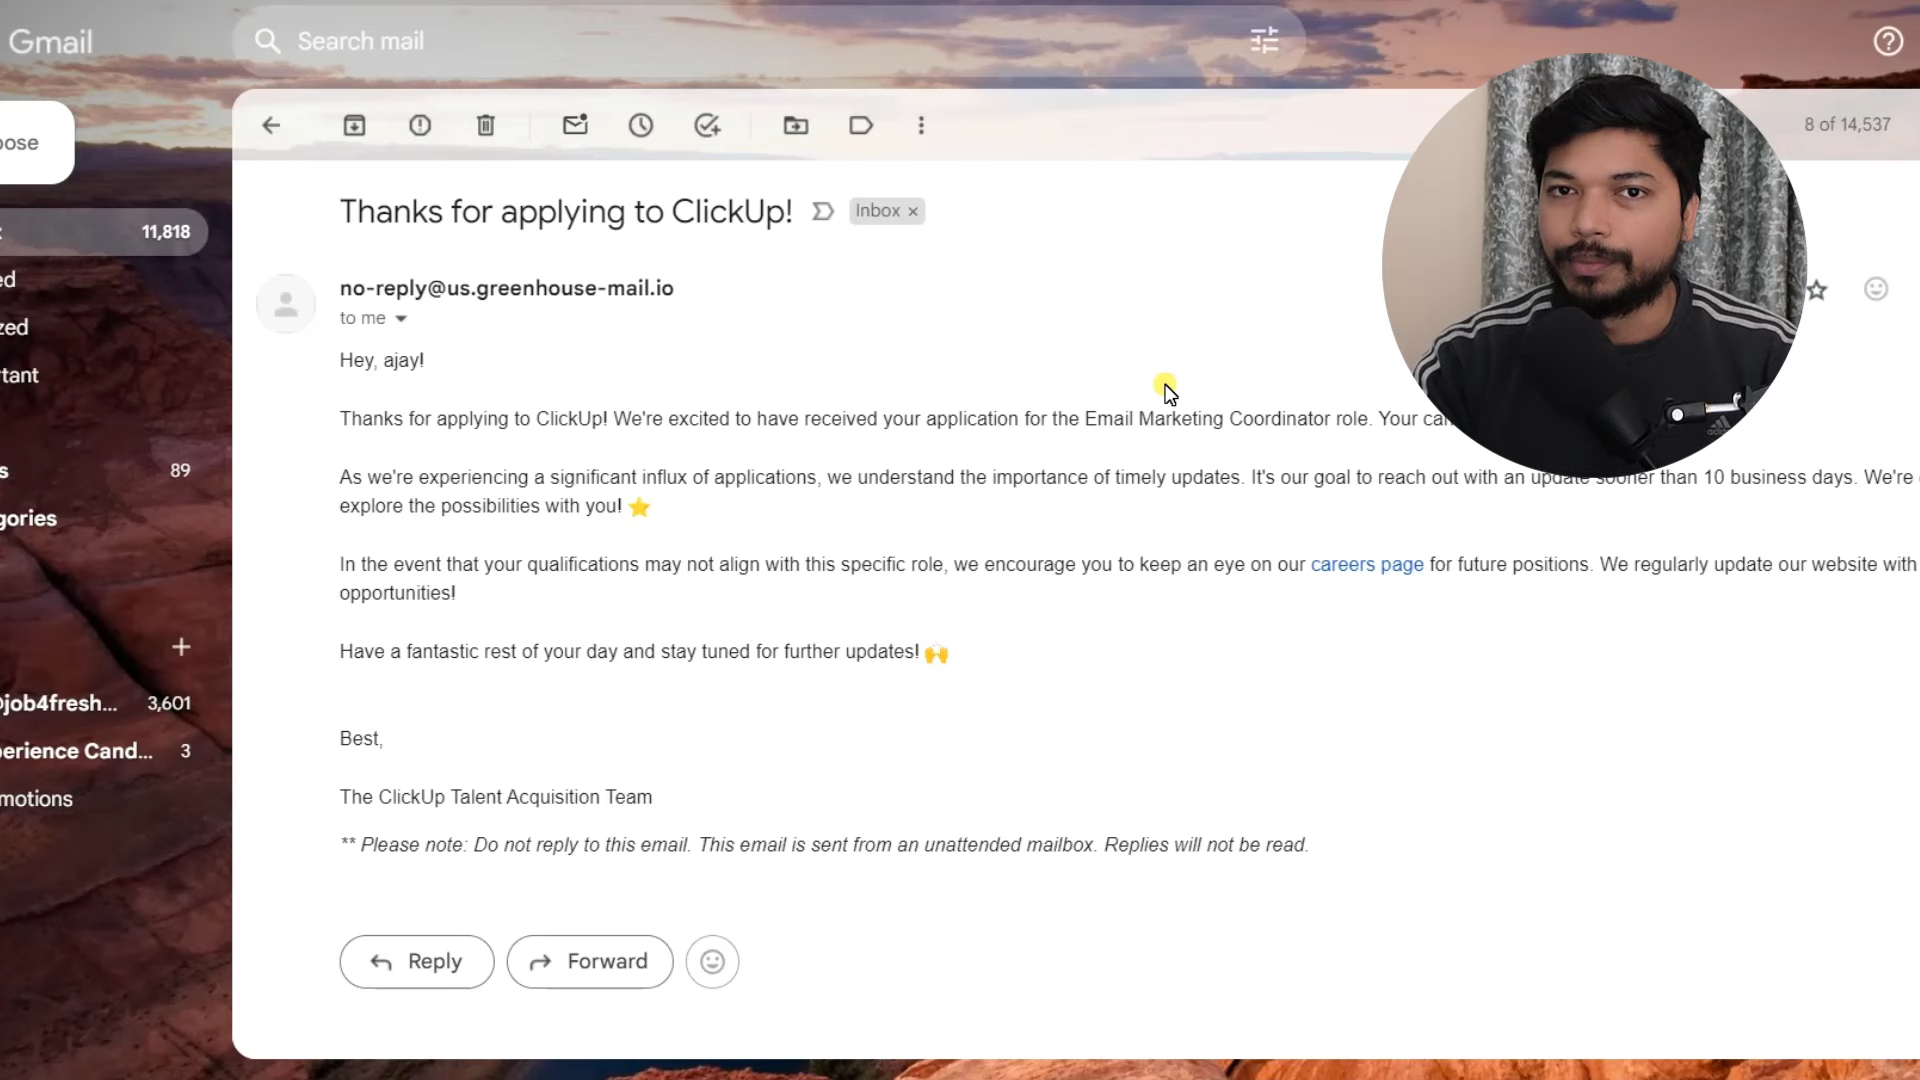 Gmail
Search mail
ose
8 of 14,537
Thanks for applying to ClickUp!
Inbox ×
11,818
no-reply@us.greenhouse-mail.io
ed
to me
zed
Hey, ajay!
tant
Thanks for applying to ClickUp! We're excited to have received your application for the Email Marketing Coordinator role. Your
s 89
As we're experiencing a significant influx of applications, we understand the importance of timely updates. It's our goal to reach out with an update sooner than 10 business days. We're
explore the possibilities with you! ⭐
gories
In the event that your qualifications may not align with this specific role, we encourage you to keep an eye on our careers page for future positions. We regularly update our website with
opportunities!
Have a fantastic rest of your day and stay tuned for further updates! 🙌
job4fresh... 3,601
Best,
erience Cand... 3
The ClickUp Talent Acquisition Team
motions
** Please note: Do not reply to this email. This email is sent from an unattended mailbox. Replies will not be read.
Reply
Forward